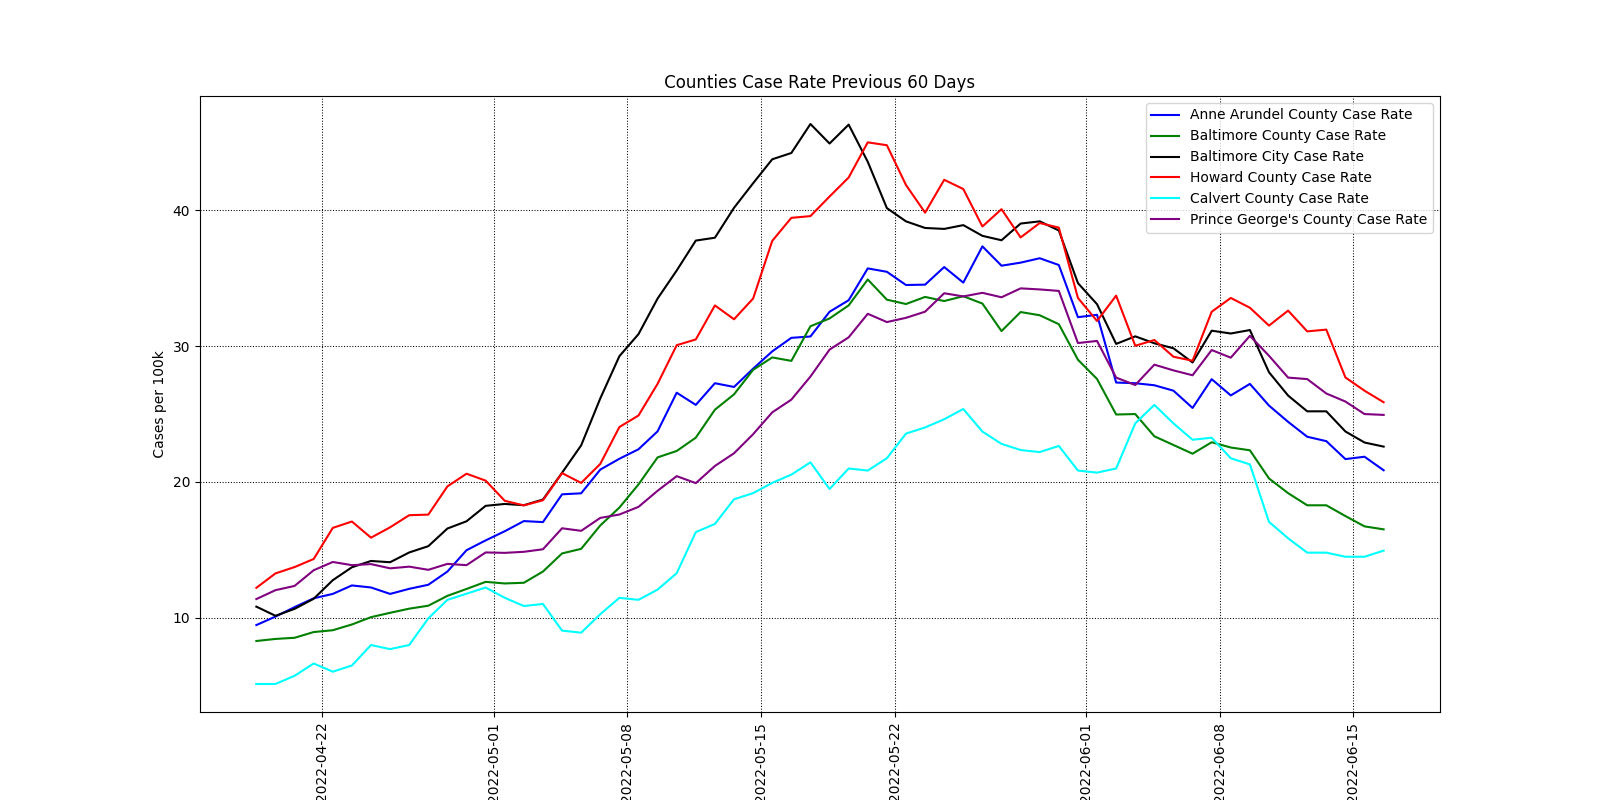 Counties Case Rate Previous 60 Days
Anne Arundel County Case Rate
Baltimore County Case Rate
Baltimore City Case Rate
Howard County Case Rate
Calvert County Case Rate
Prince George's County Case Rate
Cases per 100k
40
30
20
10
2022-04-22
2022-05-01
2022-05-08
2022-05-15
2022-05-22
2022-06-01
2022-06-08
2022-06-15